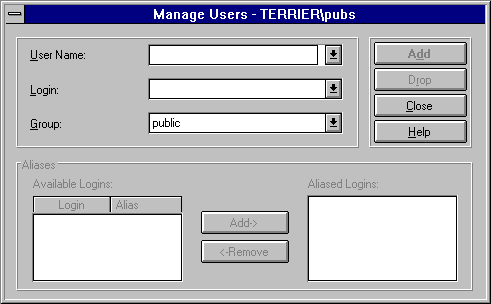 Manage Users - TERRIER\pubs
User Name:
Login:
Group:
public
Add
Drop
Close
Help
Aliases
Available Logins:
Login Alias
Add->
<-Remove
Aliased Logins: